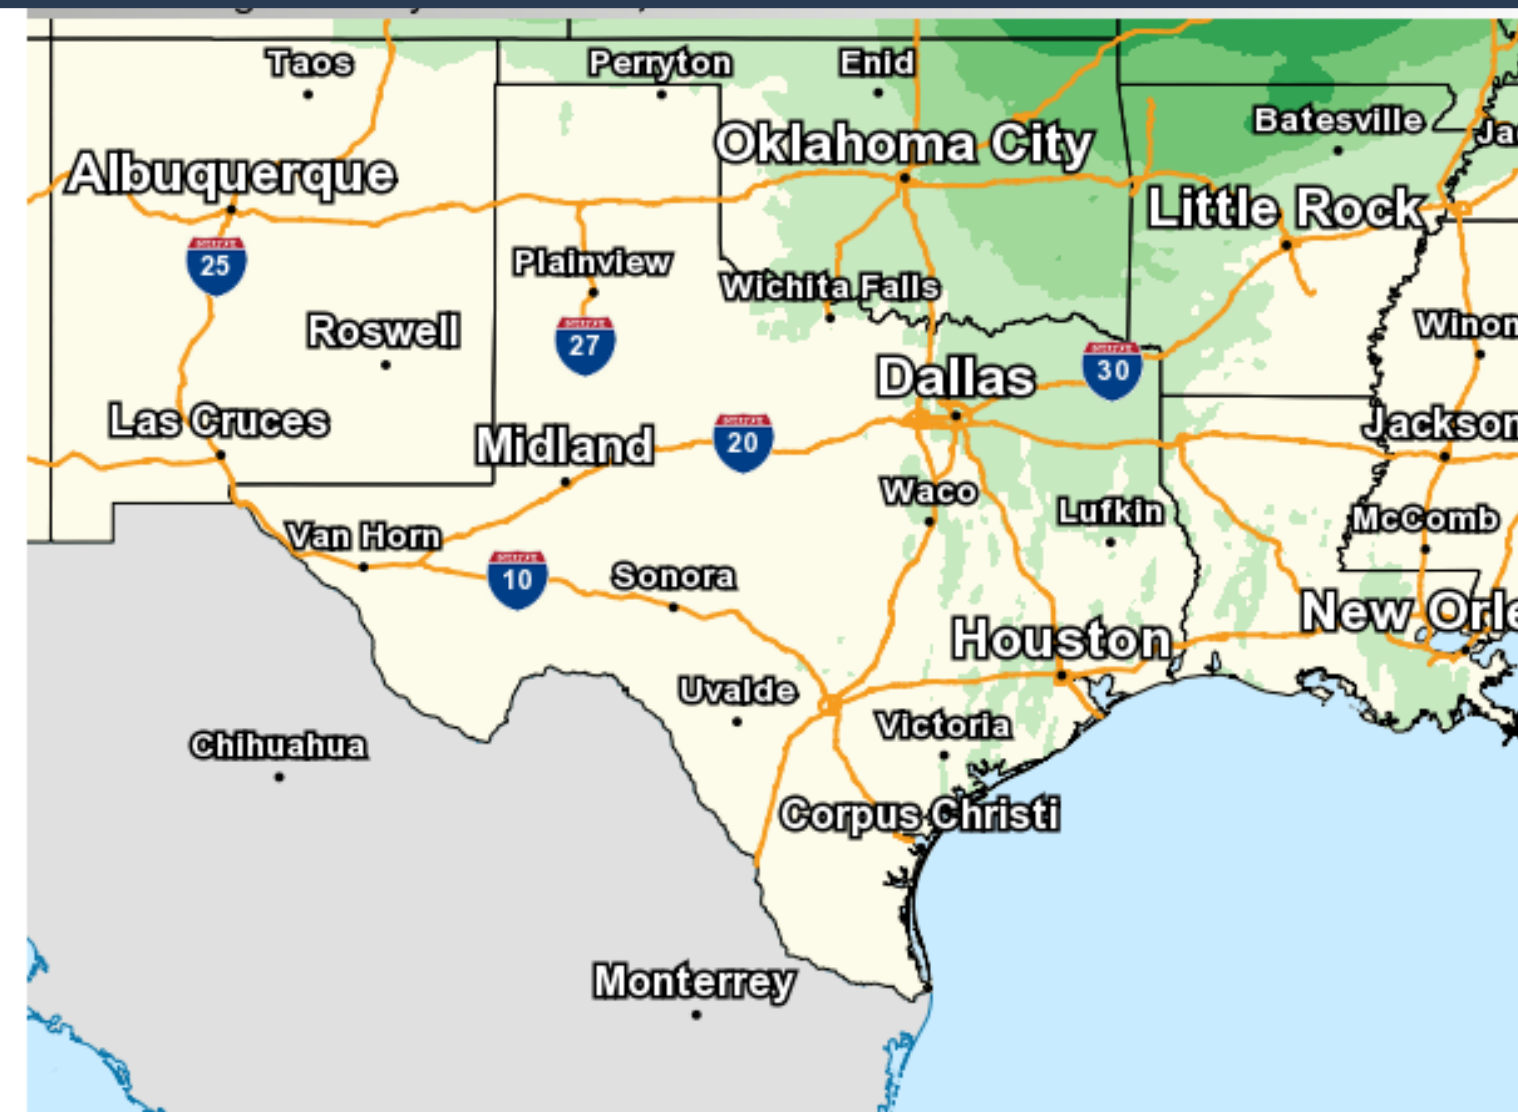 Taos
Perryton
Enid
Batesville
Oklahoma City
Albuquerque
Little Rock
25
Plainview
Wichita Falls
Roswell
27
Winon
30
Dallas
Las Cruces
Midland
20
Jackson
Waco
Lufkin
McComb
Van Horn
10
Sonora
New Orle
Houston
Uvalde
Victoria
Chihuahua
Corpus Christi
Monterrey